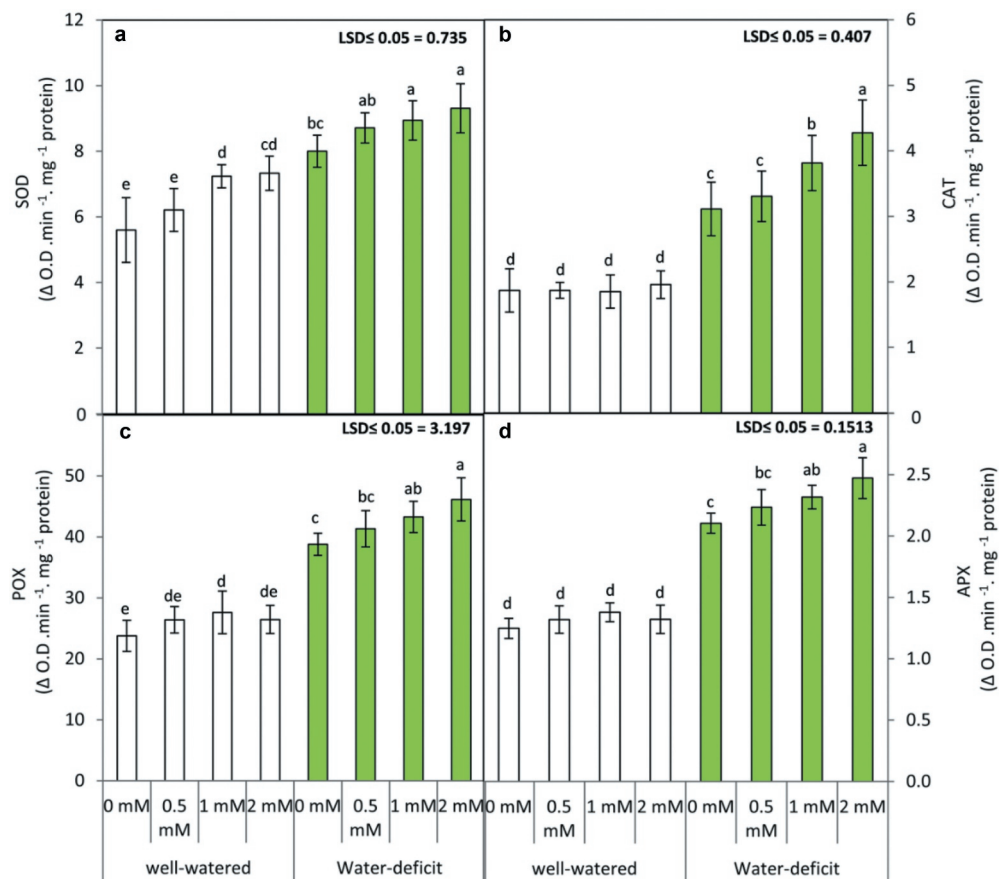 a
LSD≤ 0.05 = 0.735
12
10
8
6
4
2
0
SOD
(Δ O.D .min ⁻¹. mg ⁻¹ protein)
e
e
d
cd
bc
ab
a
a
b
LSD≤ 0.05 = 0.407
6
5
4
3
2
1
0
CAT
(Δ O.D .min ⁻¹. mg ⁻¹ protein)
d
d
d
d
c
c
b
a
c
LSD≤ 0.05 = 3.197
50
40
30
20
10
0
POX
(Δ O.D .min ⁻¹. mg ⁻¹ protein)
e
de
d
de
c
bc
ab
a
d
LSD≤ 0.05 = 0.1513
2.5
2.0
1.5
1.0
0.5
0.0
APX
(Δ O.D .min ⁻¹. mg ⁻¹ protein)
d
d
d
d
c
bc
ab
a
0 mM
0.5
mM
1 mM
2 mM
0 mM
0.5
mM
1 mM
2 mM
well-watered
Water-deficit
0 mM
0.5
mM
1 mM
2 mM
0 mM
0.5
mM
1 mM
2 mM
well-watered
Water-deficit